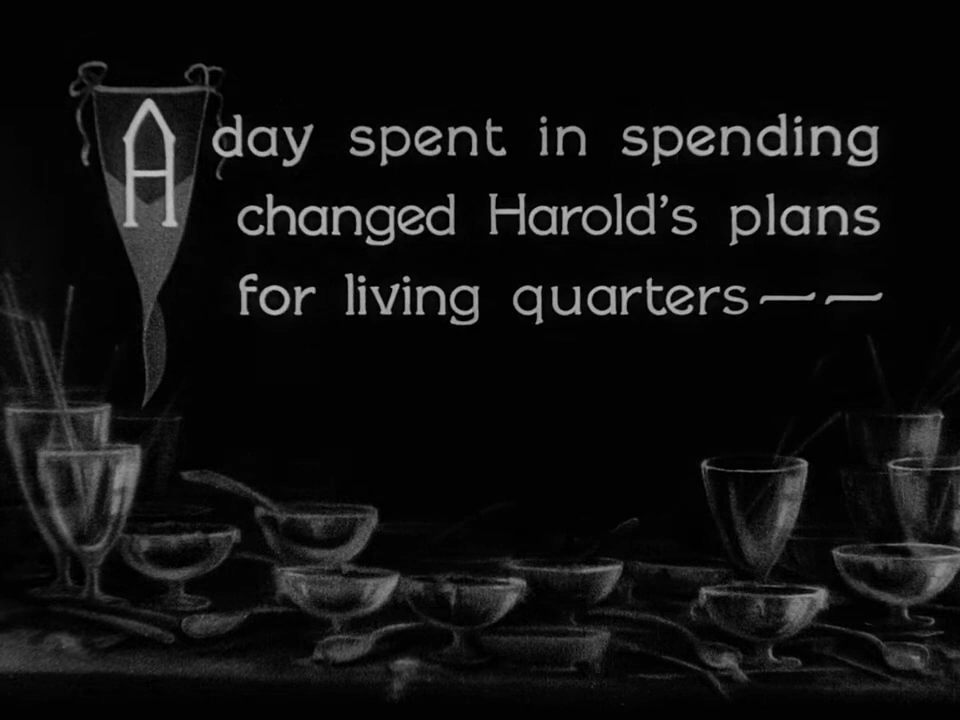 A day spent in spending
changed Harold's plans
for living quarters——